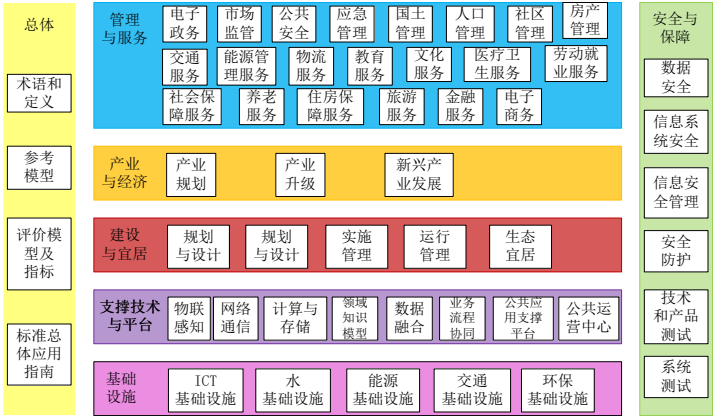 总体
术语和
定义
参考
模型
评价模
型及
指标
标准总
体应用
指南
管理
与服务
电子
政务
市场
监管
公共
安全
应急
管理
国土
管理
人口
管理
社区
管理
房产
管理
交通
服务
能源管
理服务
物流
服务
教育
服务
文化
服务
医疗卫
生服务
劳动就
业服务
社会保
障服务
养老
服务
住房保
障服务
旅游
服务
金融
服务
电子
商务
产业
与经济
产业
规划
产业
升级
新兴产
业发展
建设
与宜居
规划
与设计
规划
与设计
实施
管理
运行
管理
生态
宜居
支撑技术
与平台
物联
感知
网络
通信
计算与
存储
领域
知识
模型
数据
融合
业务
流程
协同
公共应
用支撑
平台
公共运
营中心
基础
设施
ICT
基础设施
水
基础设施
能源
基础设施
交通
基础设施
环保
基础设施
安全与
保障
数据
安全
信息系
统安全
信息安
全管理
安全
防护
技术
和产品
测试
系统
测试